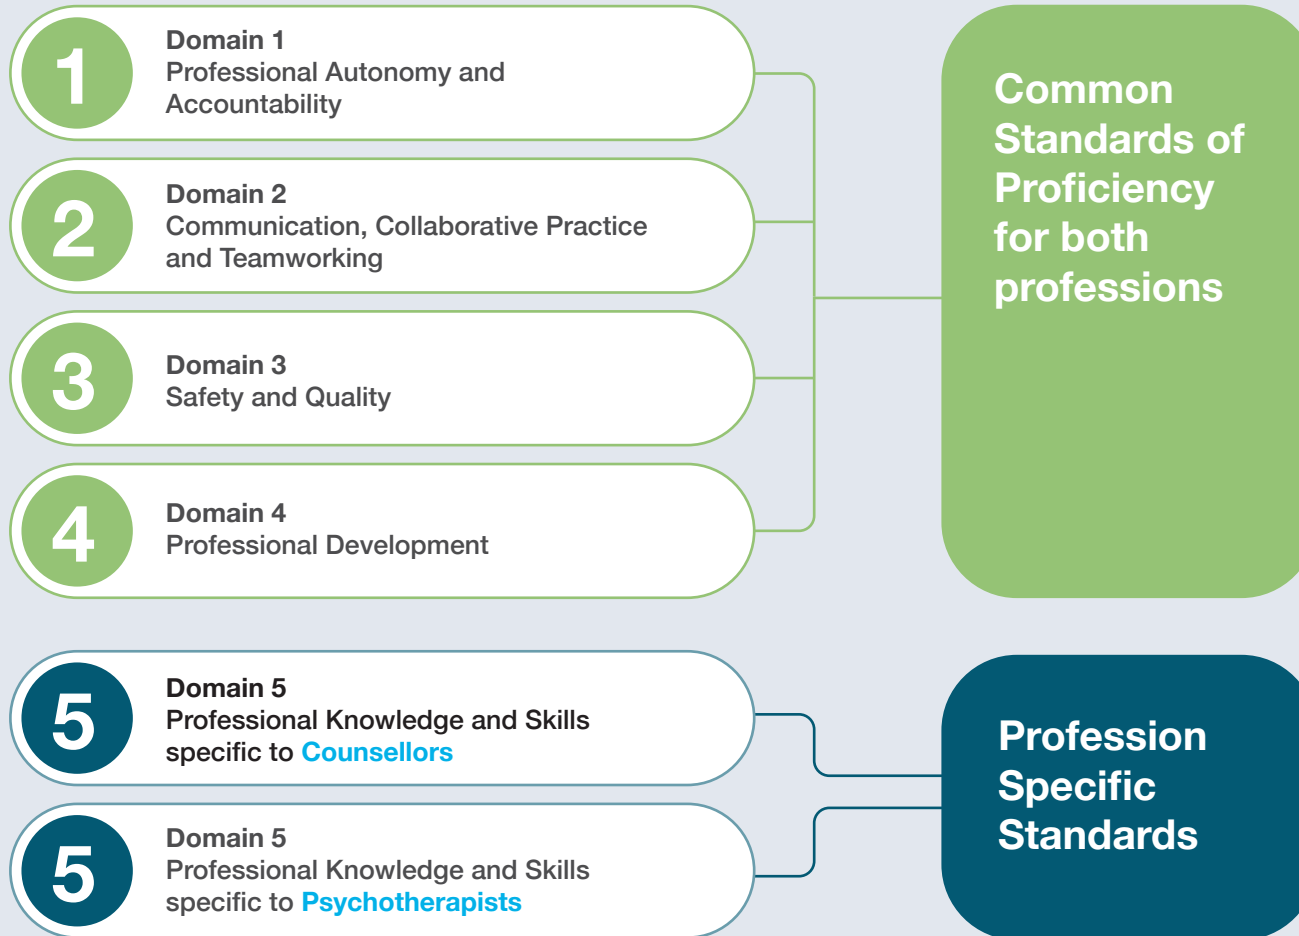 1
Domain 1
Professional Autonomy and
Accountability
2
Domain 2
Communication, Collaborative Practice
and Teamworking
3
Domain 3
Safety and Quality
4
Domain 4
Professional Development
Common
Standards of
Proficiency
for both
professions
5
Domain 5
Professional Knowledge and Skills
specific to Counsellors
5
Domain 5
Professional Knowledge and Skills
specific to Psychotherapists
Profession
Specific
Standards